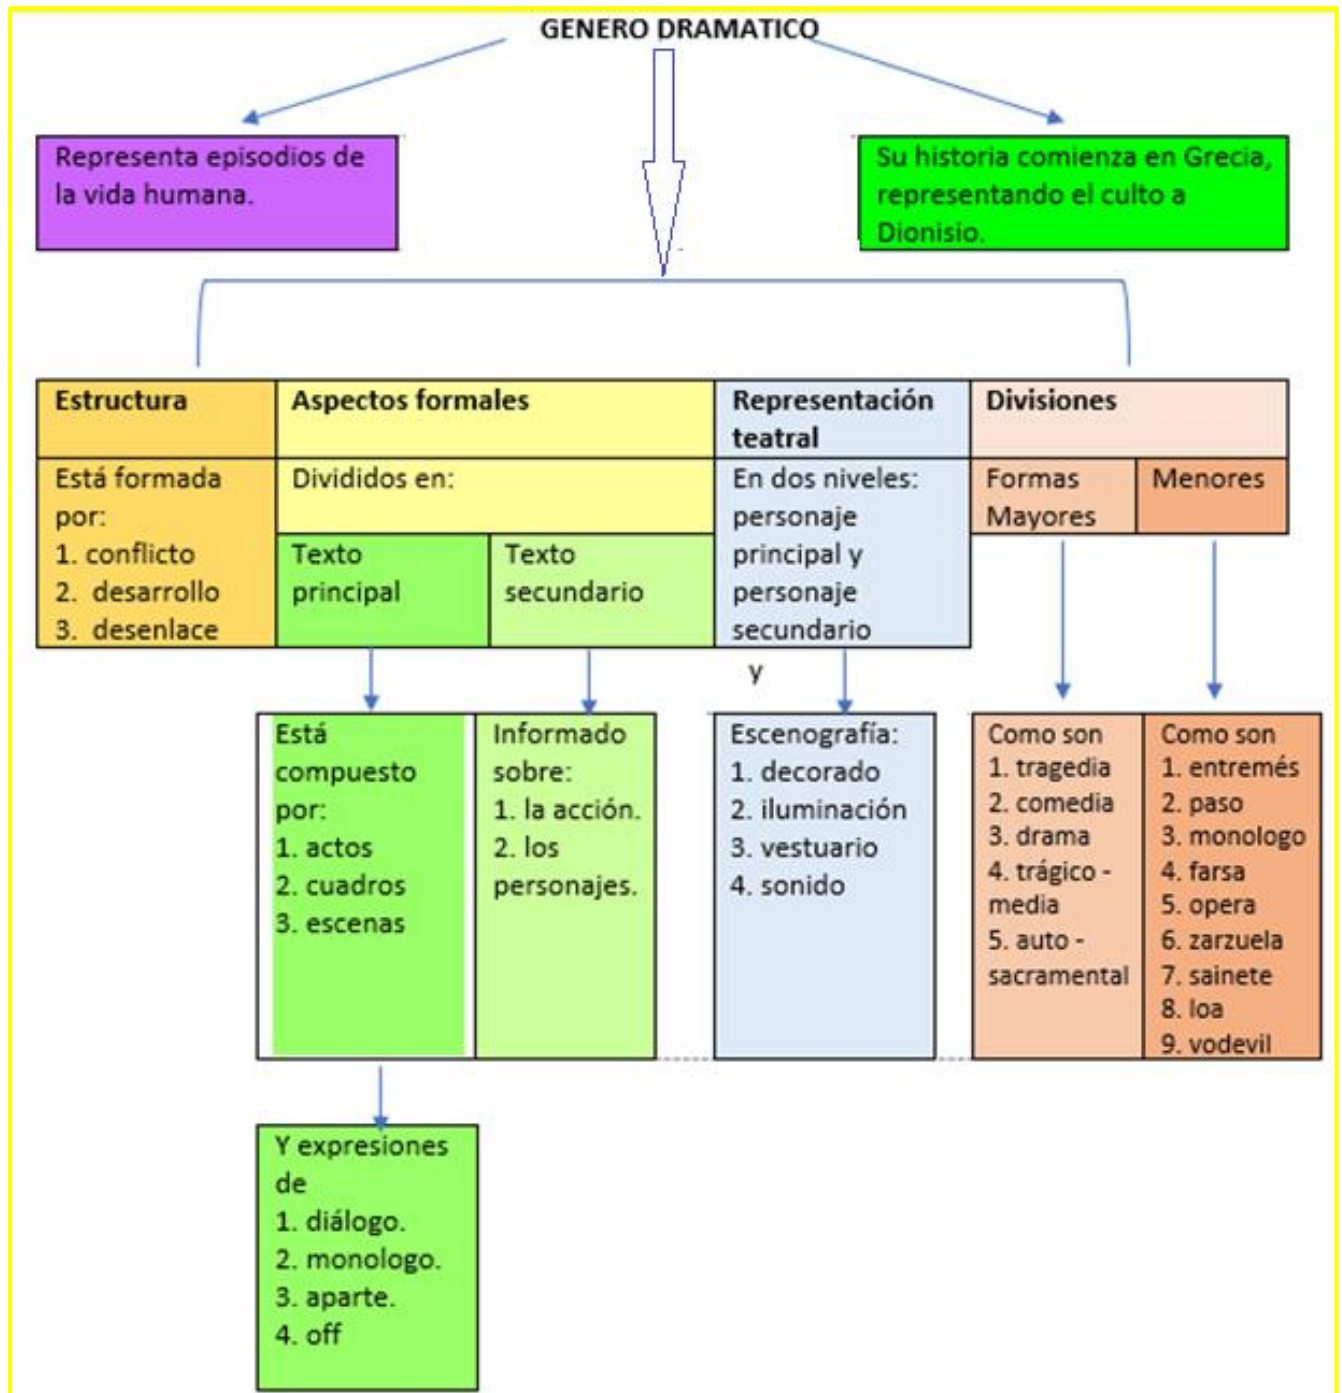 GENERO DRAMATICO
Representa episodios de
la vida humana.
Su historia comienza en Grecia,
representando el culto a
Dionisio.
Estructura
Está formada
por:
1. conflicto
2. desarrollo
3. desenlace
Aspectos formales
Divididos en:
Texto
principal
Texto
secundario
Representación
teatral
En dos niveles:
personaje
principal y
personaje
secundario
y
Divisiones
Formas
Mayores
Menores
Está
compuesto
por:
1. actos
2. cuadros
3. escenas
Informado
sobre:
1. la acción.
2. los
personajes.
Escenografía:
1. decorado
2. iluminación
3. vestuario
4. sonido
Como son
1. tragedia
2. comedia
3. drama
4. trágico -
media
5. auto -
sacramental
Como son
1. entremés
2. paso
3. monologo
4. farsa
5. opera
6. zarzuela
7. sainete
8. loa
9. vodevil
Y expresiones
de
1. diálogo.
2. monologo.
3. aparte.
4. off